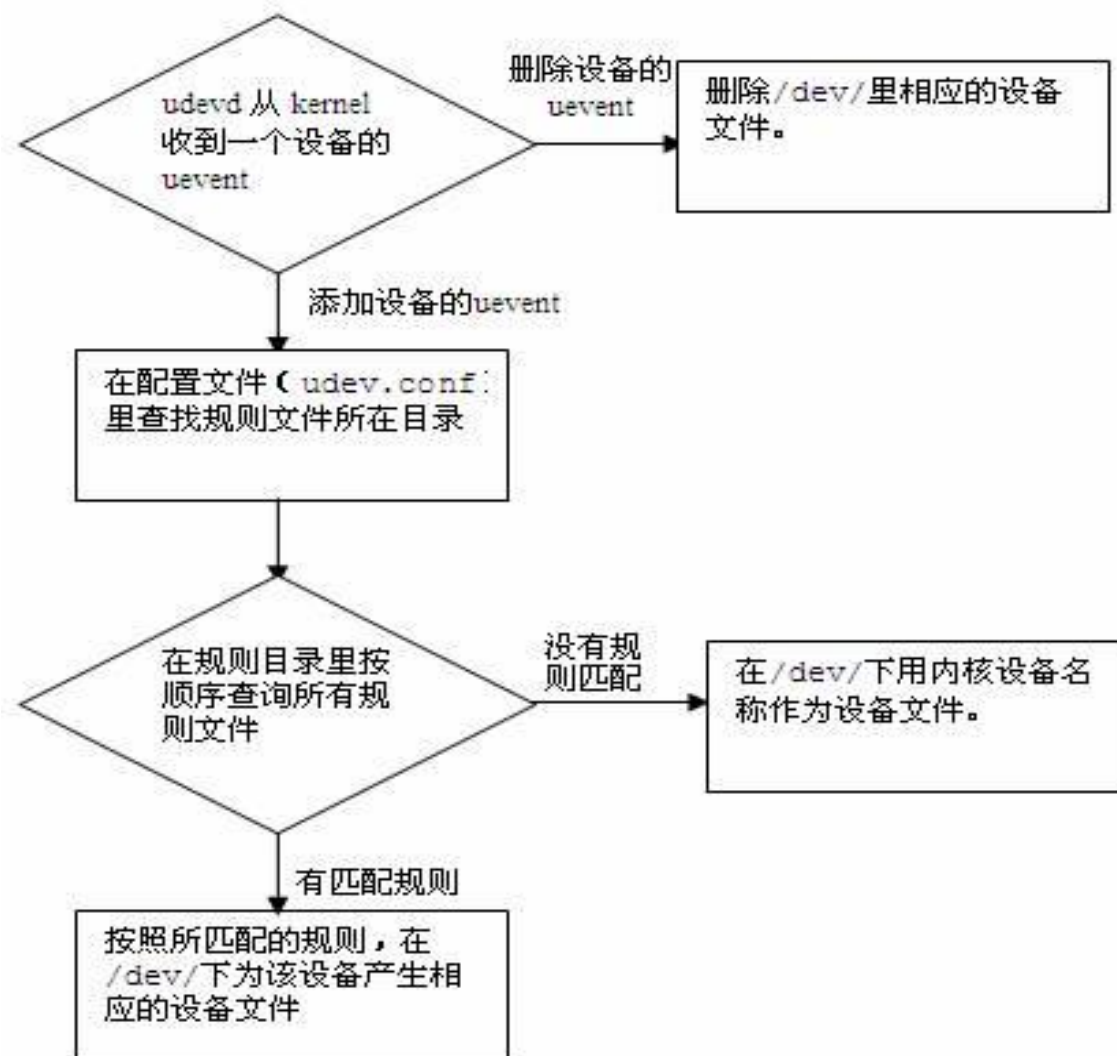 udevd 从 kernel
收到一个设备的
uevent
删除设备的
uevent
删除/dev/里相应的设备
文件。
添加设备的uevent
在配置文件（udev.conf）
里查找规则文件所在目录
在规则目录里按
顺序查询所有规
则文件
没有规
则匹配
在/dev/下用内核设备名
称作为设备文件。
有匹配规则
按照所匹配的规则，在
/dev/下为该设备产生相
应的设备文件